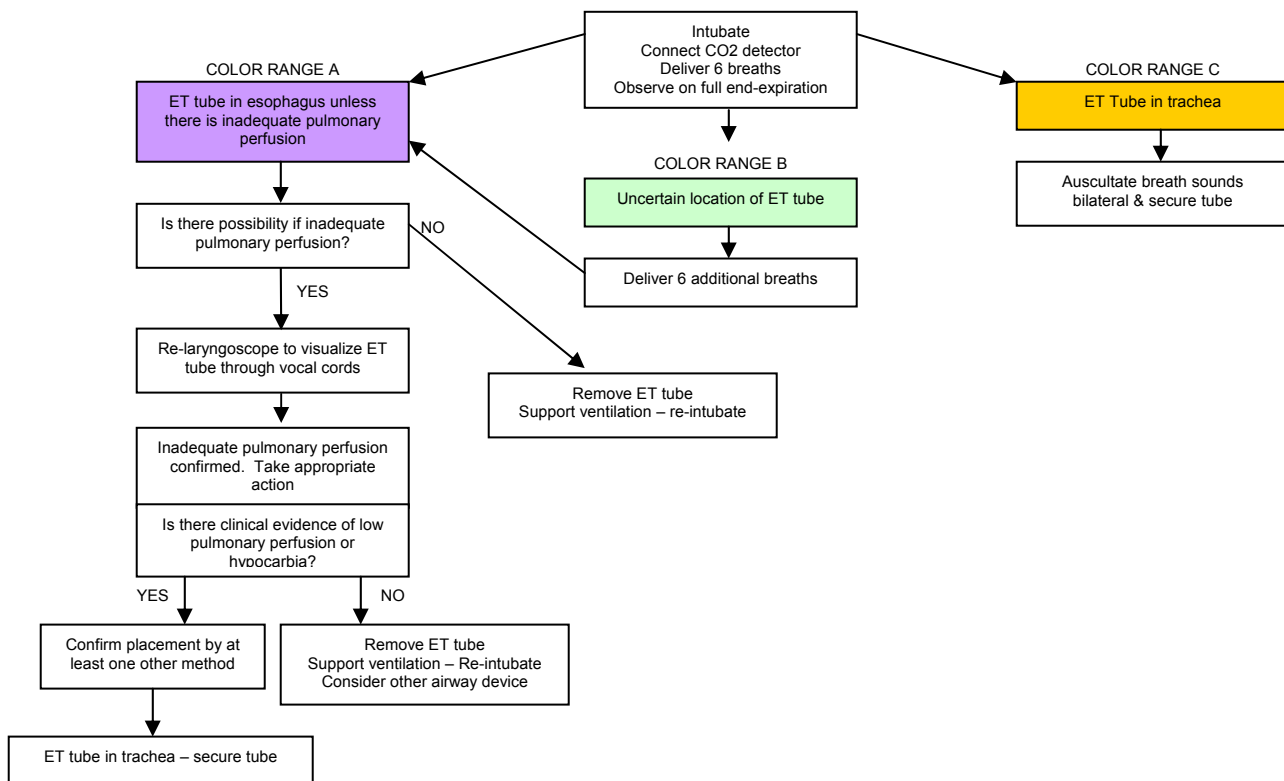 Intubate
Connect CO2 detector
Deliver 6 breaths
Observe on full end-expiration
COLOR RANGE A
ET tube in esophagus unless
there is inadequate pulmonary
perfusion
COLOR RANGE C
ET Tube in trachea
COLOR RANGE B
Uncertain location of ET tube
Auscultate breath sounds
bilateral & secure tube
Is there possibility if inadequate
pulmonary perfusion?
NO
Deliver 6 additional breaths
YES
Re-laryngoscope to visualize ET
tube through vocal cords
Remove ET tube
Support ventilation – re-intubate
Inadequate pulmonary perfusion
confirmed. Take appropriate
action
Is there clinical evidence of low
pulmonary perfusion or
hypocarbia?
YES
NO
Confirm placement by at
least one other method
Remove ET tube
Support ventilation – Re-intubate
Consider other airway device
ET tube in trachea – secure tube